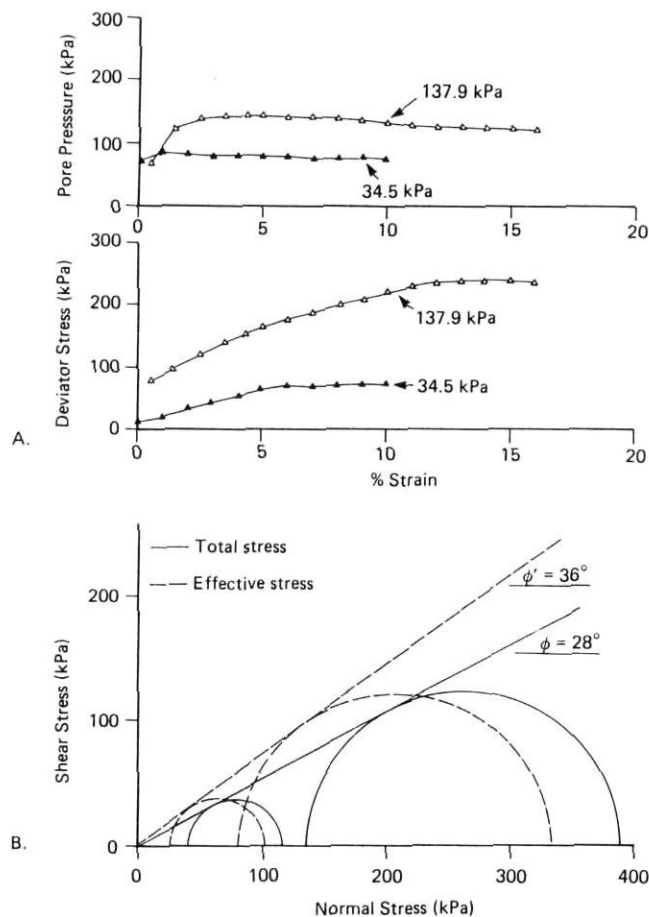 300
200
137.9 kPa
100
34.5 kPa
0
0 5 10 15 20
Pore Presssure (kPa)
300
200
137.9 kPa
100
34.5 kPa
0
0 5 10 15 20
Deviator Stress (kPa)
% Strain
A.
Total stress
Effective stress
ϕ' = 36°
ϕ = 28°
200
100
0
0 100 200 300 400
Shear Stress (kPa)
Normal Stress (kPa)
B.